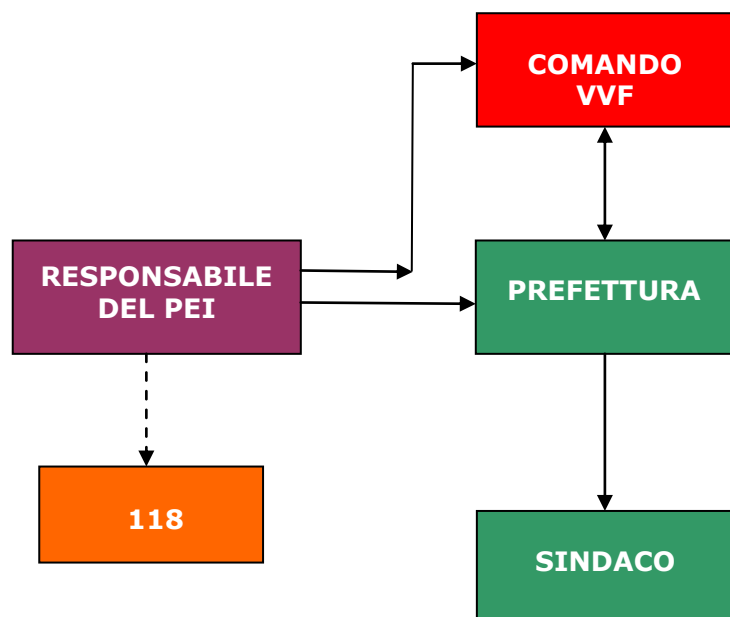 COMANDO
VVF
RESPONSABILE
DEL PEI
PREFETTURA
118
SINDACO